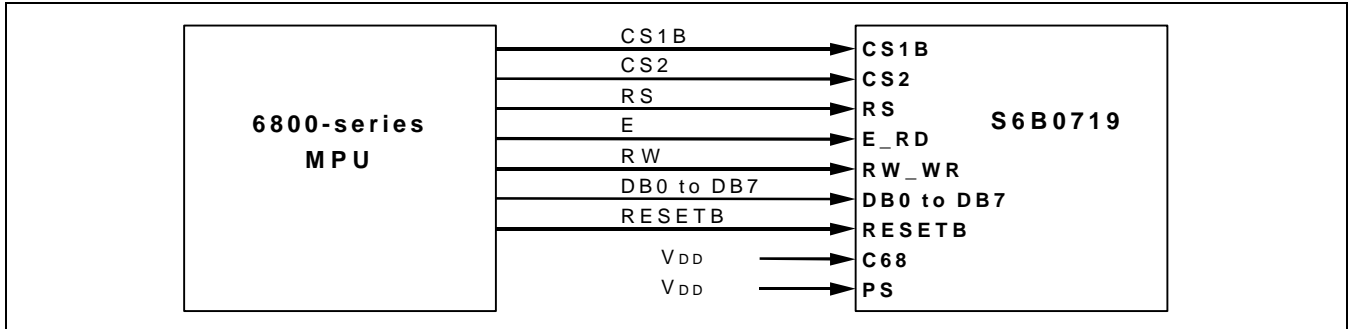 CS1B CS1B
CS2 CS2
RS RS
6800-series MPU
E E_RD
S6B0719
RW RW_WR
DB0 to DB7 DB0 to DB7
RESETB RESETB
VDD C68
VDD PS